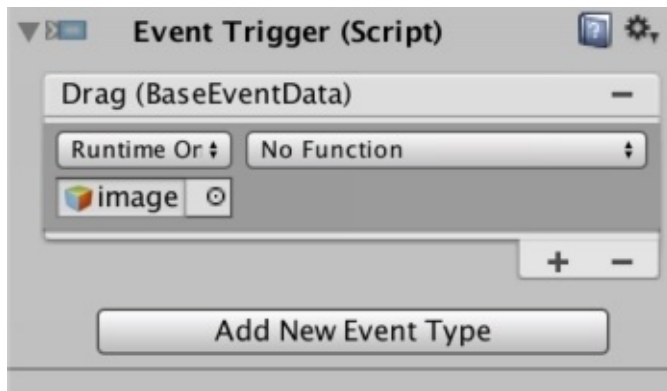 Event Trigger (Script)
Drag (BaseEventData)
Runtime Or
No Function
image
Add New Event Type